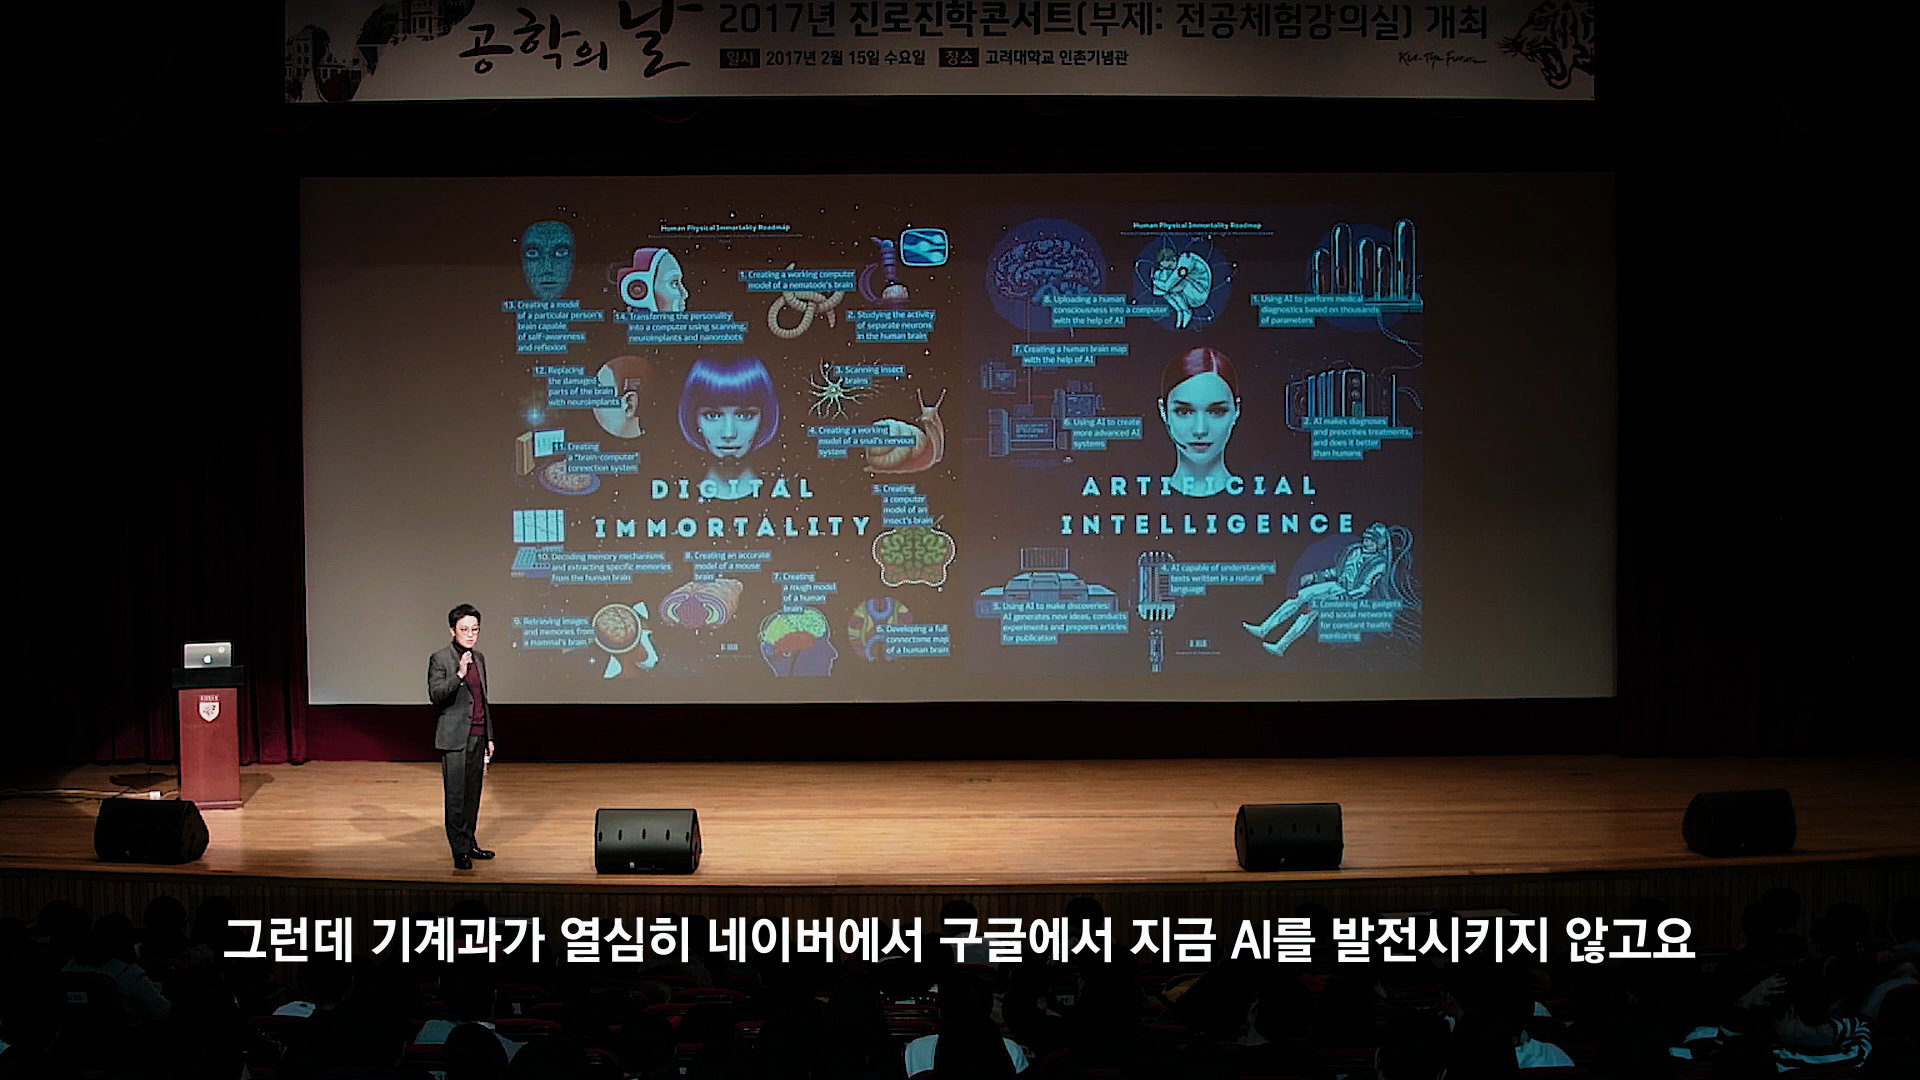 공학의 날
2017년 진로진학콘서트(부제: 전공체험강의실) 개최
일시 2017년 2월 15일 수요일 장소 고려대학교 인촌기념관
Human Physical Immortality Roadmap
13. Creating a model
of a particular person's
brain capable
of self-awareness
and reflexion
14. Transferring the personality
into a computer using scanning,
neuroimplants and nanorobots
1. Creating a working computer
model of a nematode's brain
2. Studying the activity
of separate neurons
in the human brain
12. Replacing
the damaged
parts of the brain
with neuroimplants
3. Scanning insect
brains
4. Creating a working
model of a snail's nervous
system
11. Creating
a "brain-computer"
connection system
DIGITAL
IMMORTALITY
5. Creating
a computer
model of an
insect's brain
10. Decoding memory mechanisms
and extracting specific memories
from the human brain
8. Creating an accurate
model of a mouse
brain
7. Creating
a rough model
of a human
brain
9. Retrieving images
and memories from
a mammal's brain
6. Developing a full
connectome map
of a human brain
Human Physical Immortality Roadmap
8. Uploading a human
consciousness into a computer
with the help of AI
1. Using AI to perform medical
diagnostics based on thousands
of parameters
7. Creating a human brain map
with the help of AI
6. Using AI to create
more advanced AI
systems
2. AI makes diagnoses
and prescribes treatments,
and does it better
than humans
ARTIFICIAL
INTELLIGENCE
4. AI capable of understanding
texts written in a natural
language
5. Using AI to make discoveries:
AI generates new ideas, conducts
experiments and prepares articles
for publication
3. Combining AI, gadgets
and social networks
for constant health
monitoring
그런데 기계과가 열심히 네이버에서 구글에서 지금 AI를 발전시키지 않고요